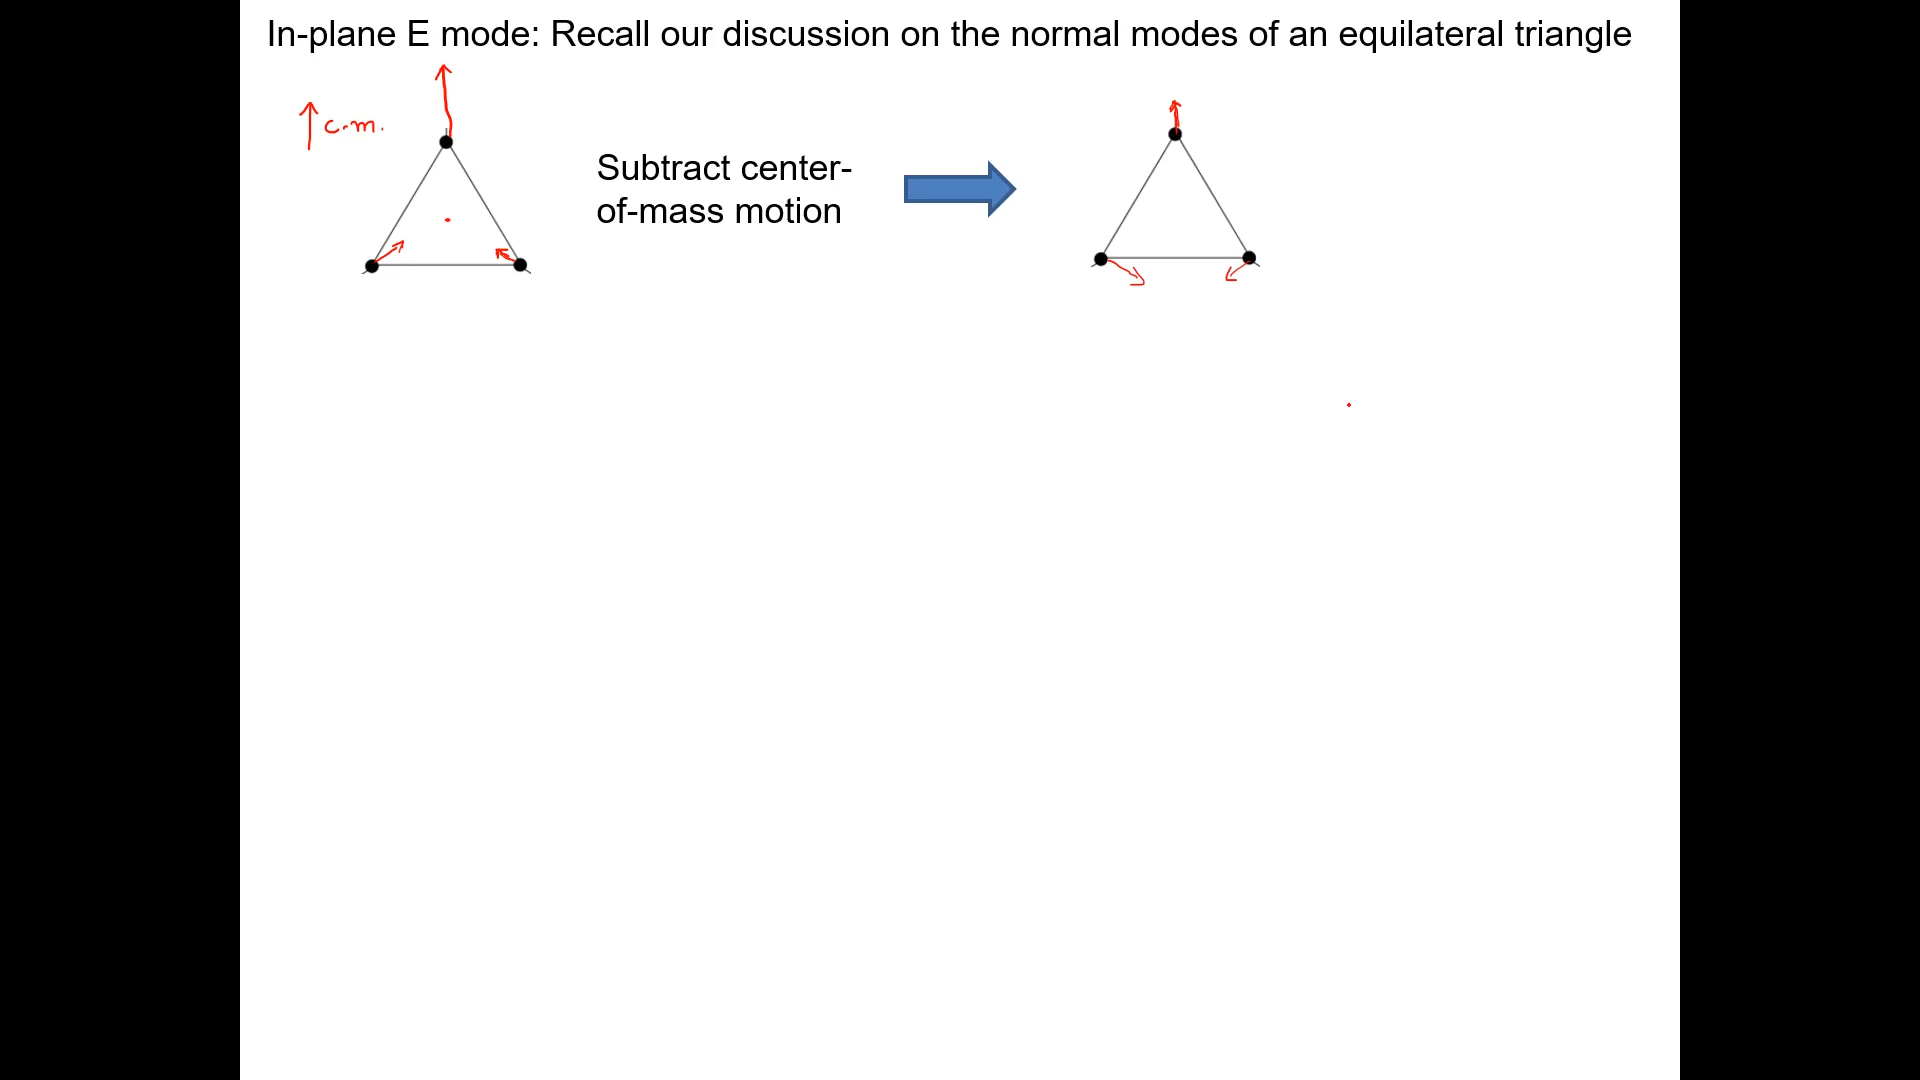 In-plane E mode: Recall our discussion on the normal modes of an equilateral triangle
c.m.
Subtract center-
of-mass motion